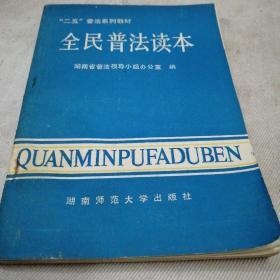 “二五”普法系列教材
全民普法读本
湖南省普法领导小组办公室 编
QUANMINPUFADUBEN
湖南师范大学出版社